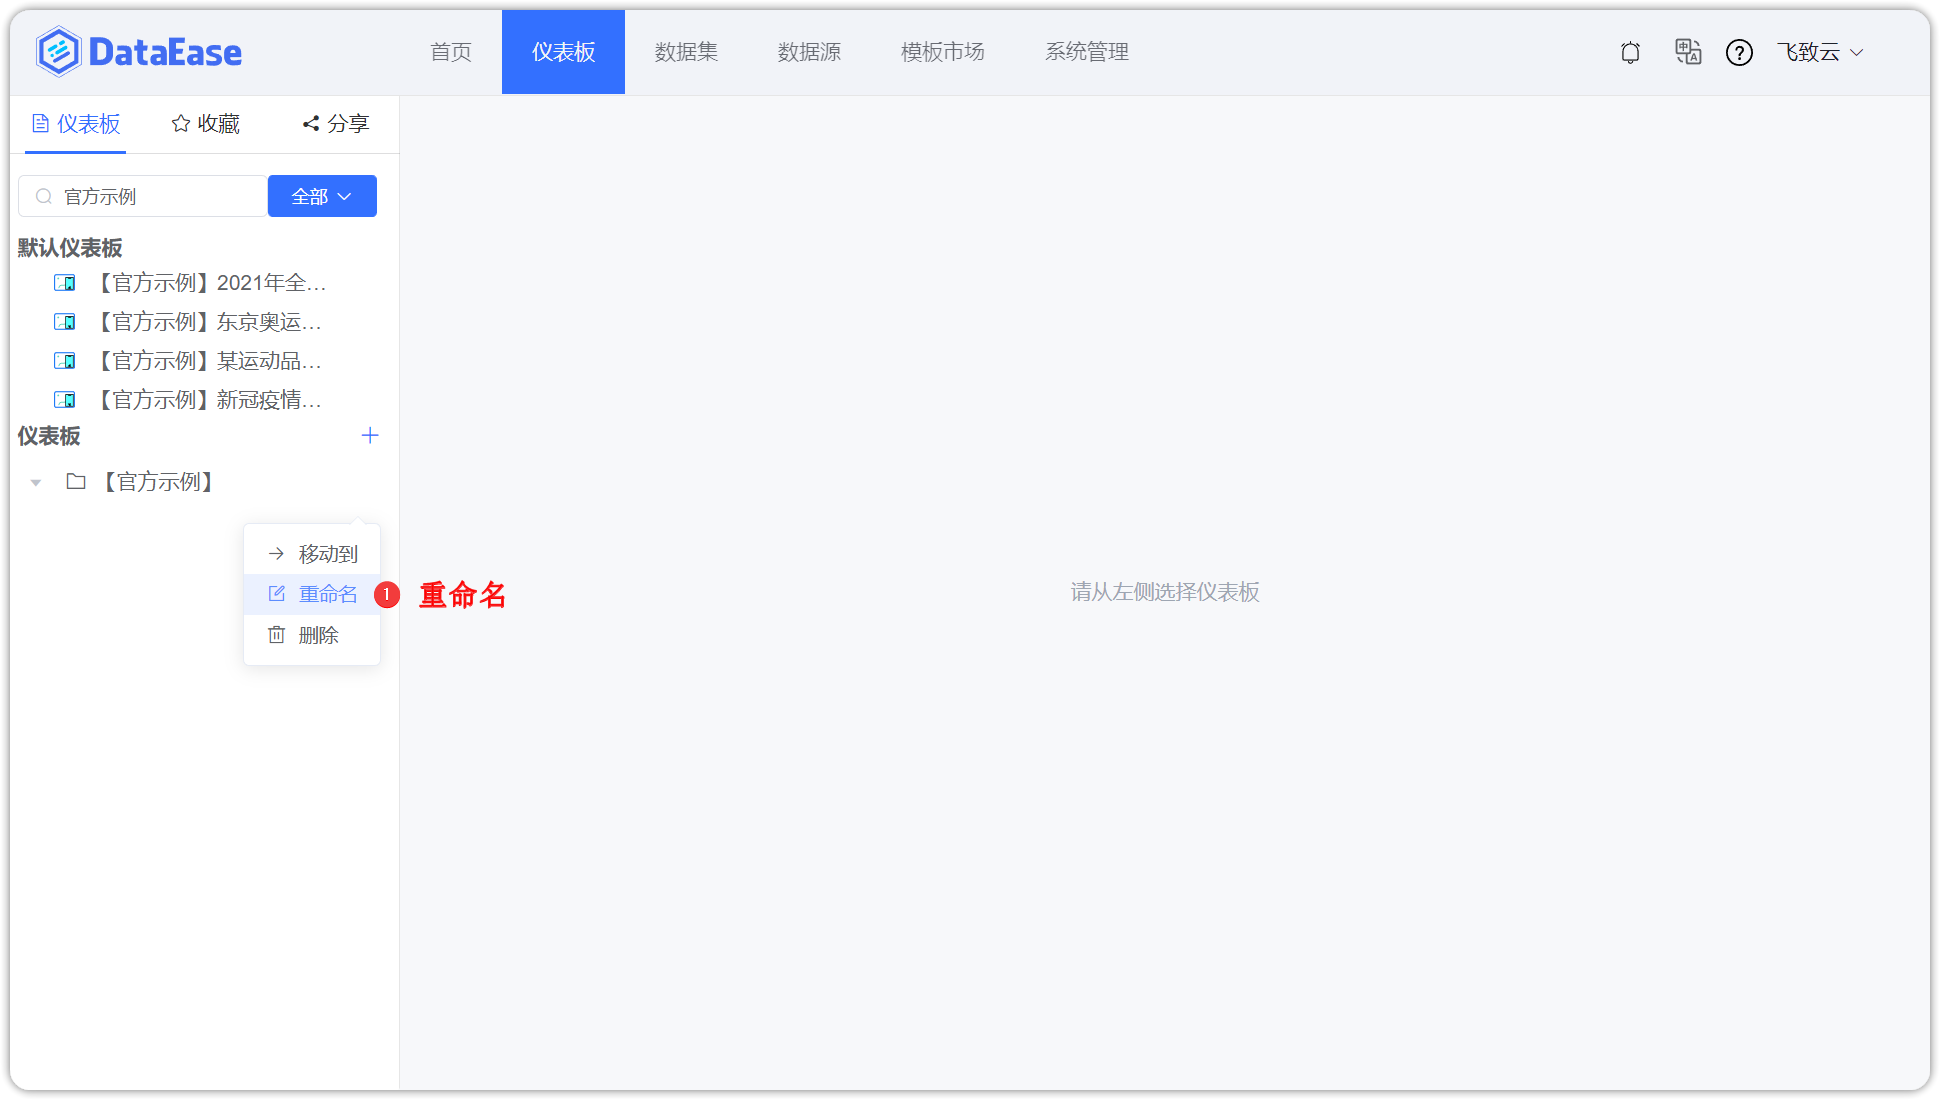 DataEase 首页 仪表板 数据集 数据源 模板市场 系统管理 飞致云
仪表板 收藏 分享
官方示例 全部
默认仪表板
【官方示例】2021年全...
【官方示例】东京奥运...
【官方示例】某运动品...
【官方示例】新冠疫情...
仪表板
【官方示例】
移动到
重命名 1 重命名
删除
请从左侧选择仪表板